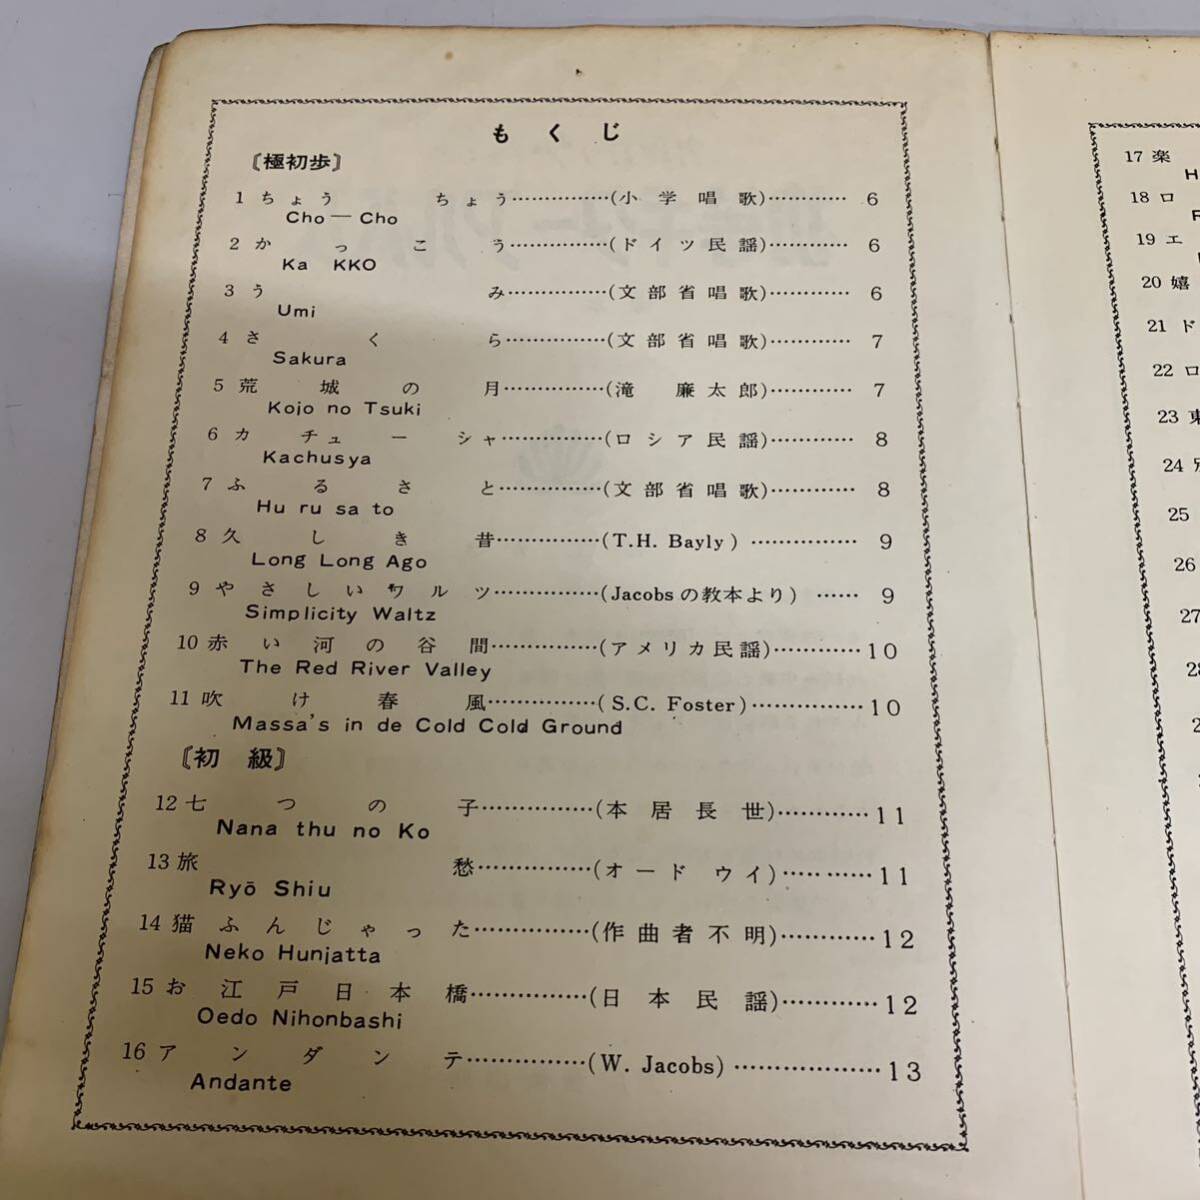 もくじ
〔極初歩〕
1 ちょうちょう……………(小学唱歌)…………6
Cho—Cho
2 かっこう……………(ドイツ民謡)…………6
Ka KKO
3 うみ……………(文部省唱歌)…………6
Umi
4 さくら……………(文部省唱歌)…………7
Sakura
5 荒城の月……………(滝廉太郎)…………7
Kojo no Tsuki
6 カチューシャ……………(ロシア民謡)…………8
Kachusya
7 ふるさと……………(文部省唱歌)…………8
Hu ru sa to
8 久しき昔……………(T.H. Bayly)……………9
Long Long Ago
9 やさしいワルツ……………(Jacobsの教本より)……9
Simplicity Waltz
10 赤い河の谷間……………(アメリカ民謡)…………10
The Red River Valley
11 吹け春風……………(S.C. Foster)……………10
Massa's in de Cold Cold Ground
〔初級〕
12 七つの子……………(本居長世)…………11
Nana thu no Ko
13 旅愁……………(オードウイ)…………11
Ryō Shiu
14 猫ふんじゃった……………(作曲者不明)…………12
Neko Hunjatta
15 お江戸日本橋……………(日本民謡)…………12
Oedo Nihonbashi
16 アンダンテ……………(W. Jacobs)………………13
Andante
17 楽
H
18 ロ
19 エ
20 嬉
21 ド
22 ロ
23 東
24
25
26
27